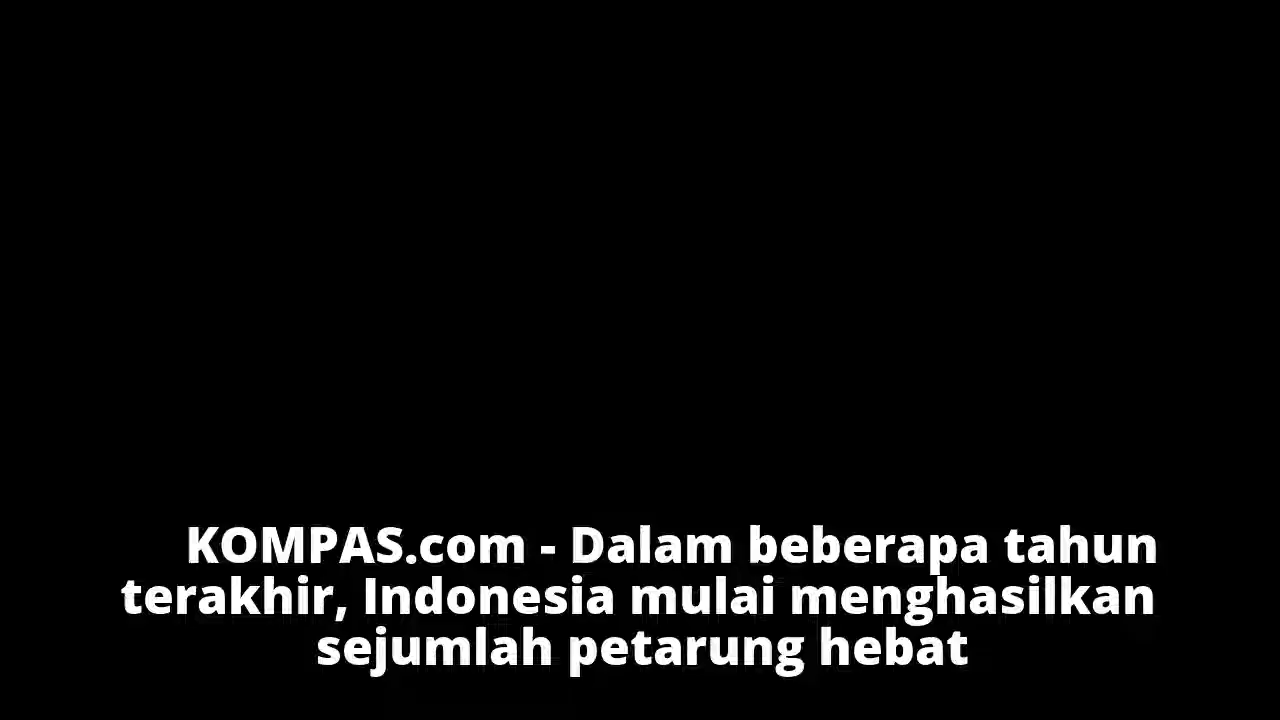 KOMPAS.com - Dalam beberapa tahun
terakhir, Indonesia mulai menghasilkan
sejumlah petarung hebat